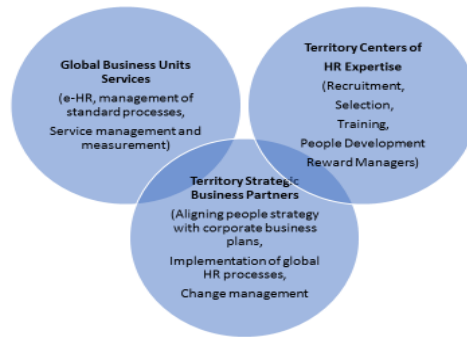 Global Business Units
Services
(e-HR, management of
standard processes,
Service management and
measurement)
Territory Centers of
HR Expertise
(Recruitment,
Selection,
Training,
People Development
Reward Managers)
Territory Strategic
Business Partners
(Aligning people strategy
with corporate business
plans,
Implementation of global
HR processes,
Change management